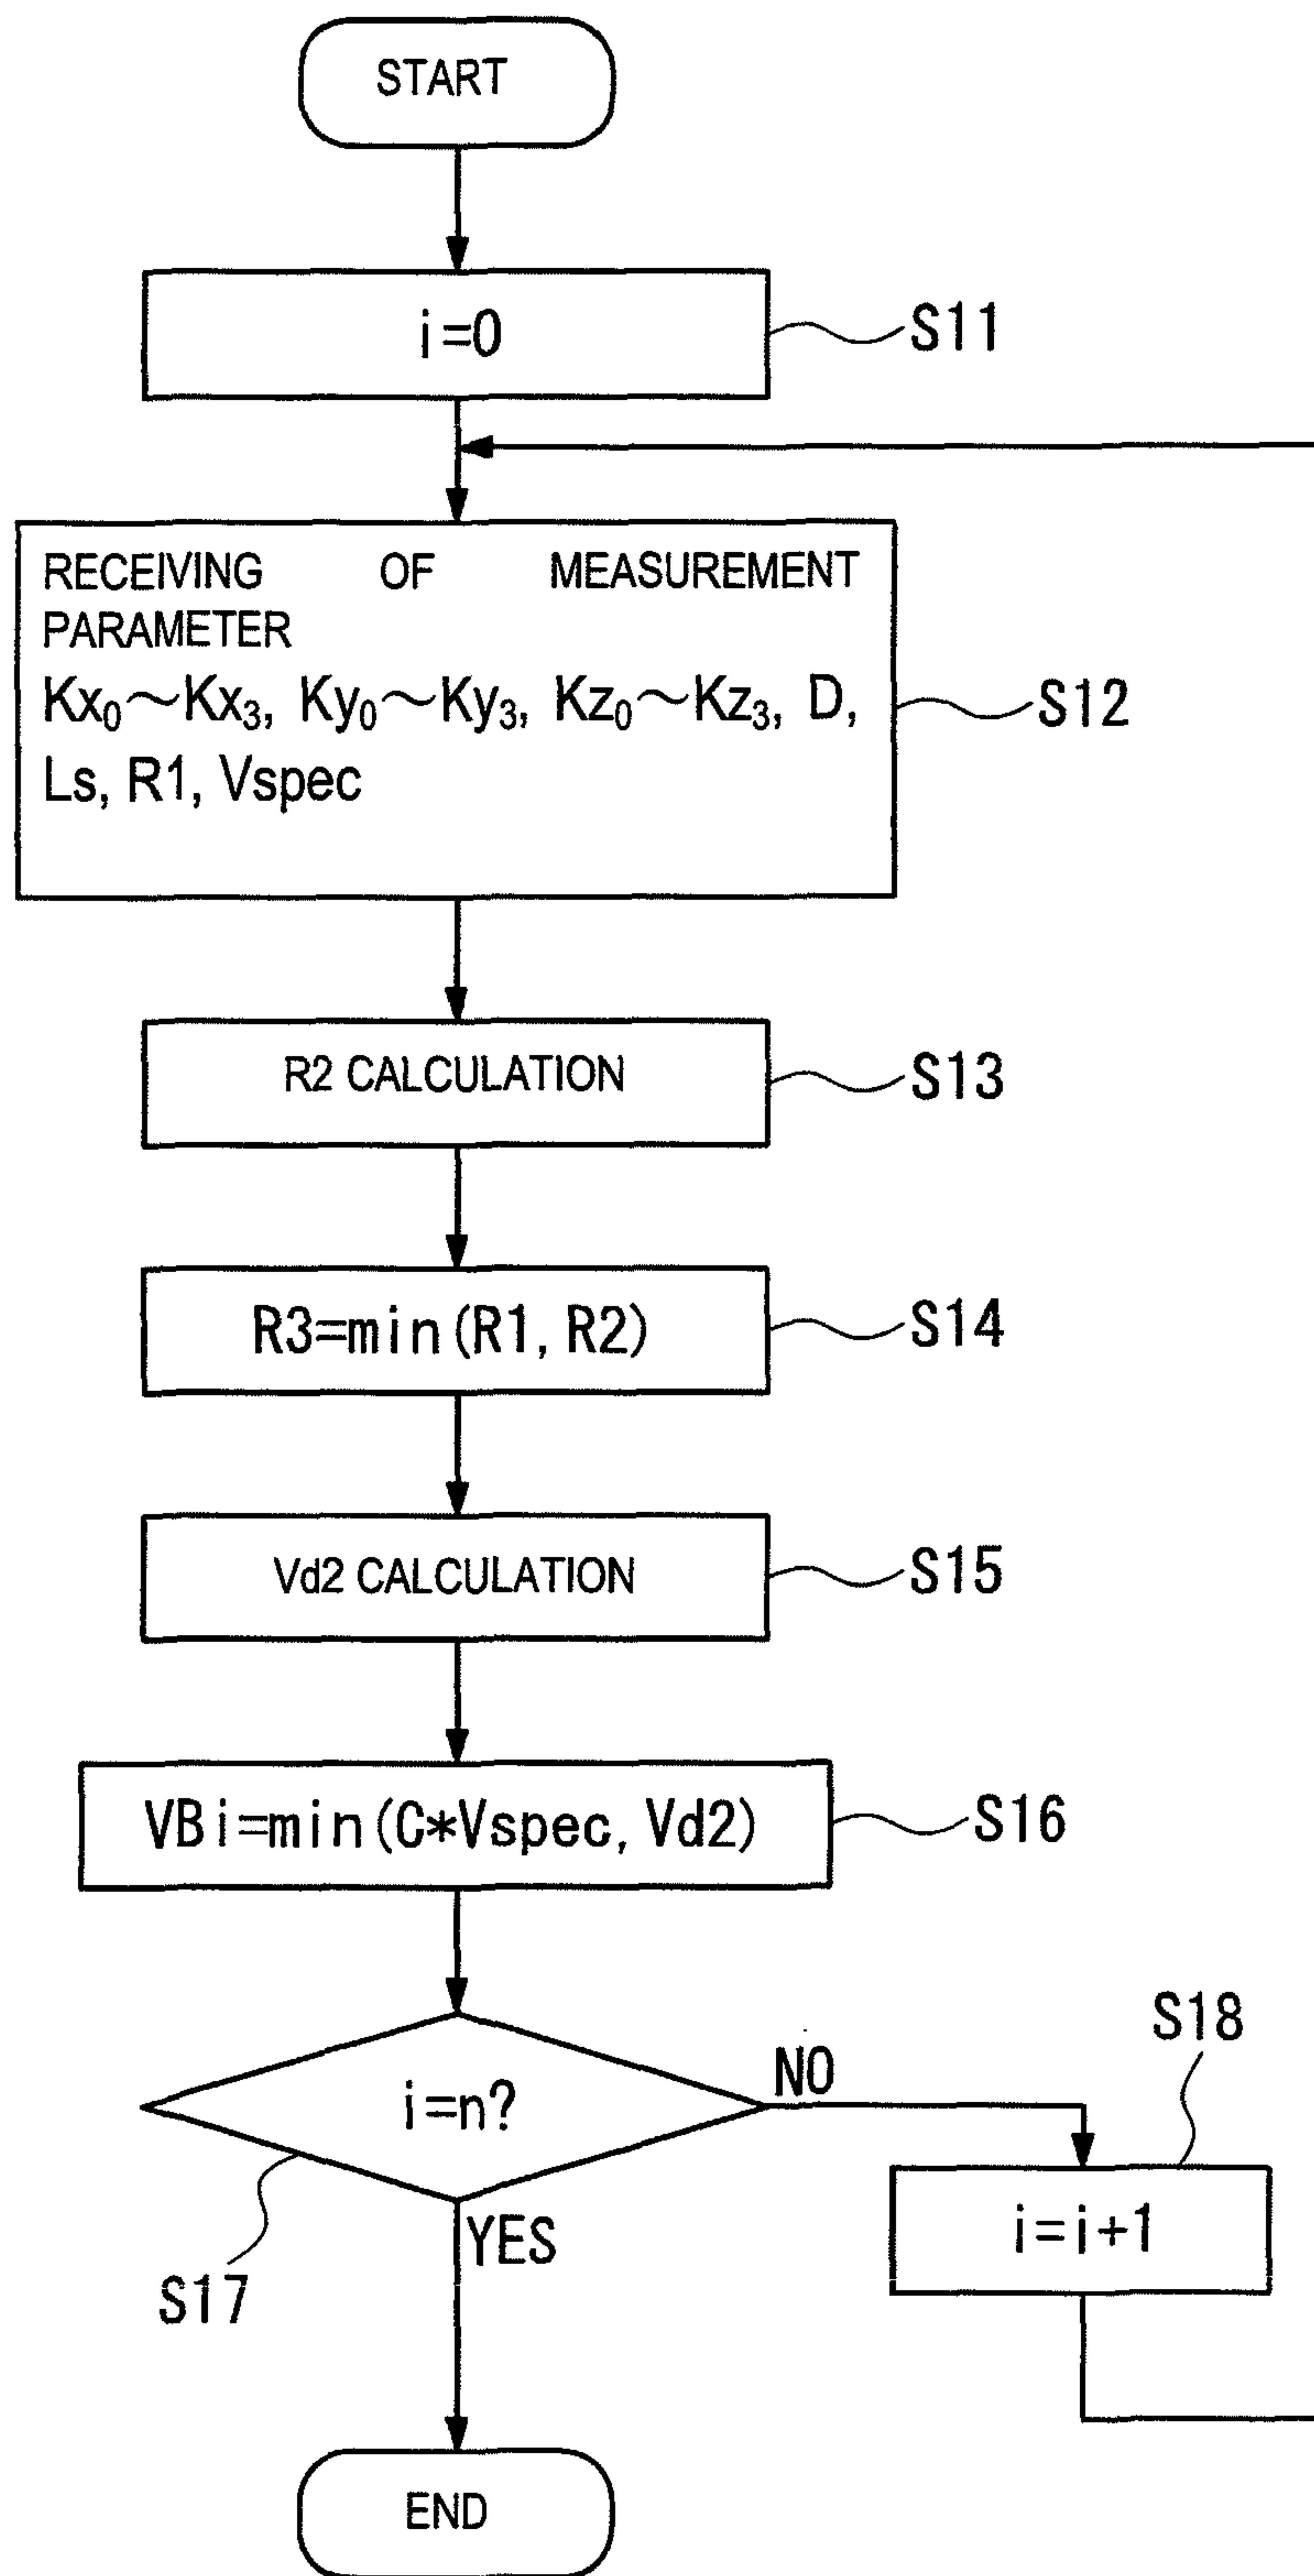 START
i=0
S11
RECEIVING OF MEASUREMENT
PARAMETER
Kx₀～Kx₃, Ky₀～Ky₃, Kz₀～Kz₃, D,
Ls, R1, Vspec
S12
R2 CALCULATION
S13
R3=min(R1, R2)
S14
Vd2 CALCULATION
S15
VBi=min(C*Vspec, Vd2)
S16
i=n?
S17
NO
YES
S18
i=i+1
END